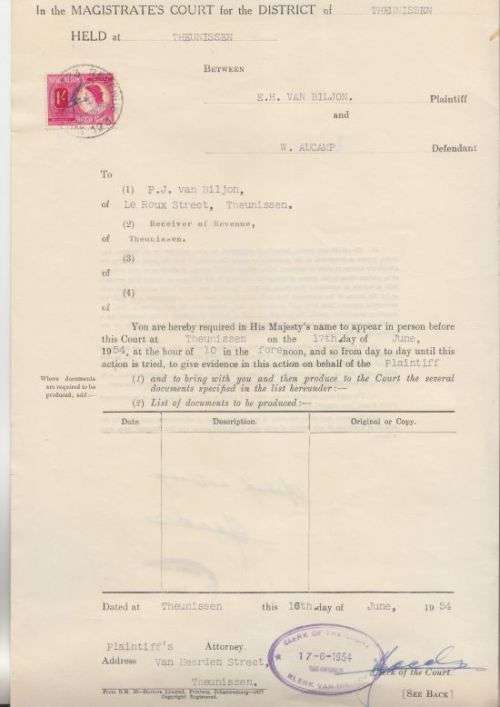 In the MAGISTRATE'S COURT for the DISTRICT of THEUNISSEN
HELD at THEUNISSEN
BETWEEN
E.H. VAN BILJON. Plaintiff
and
W. AUCAMP Defendant
To
(1) P.J. van Biljon,
of Le Roux Street, Theunissen.
(2) Receiver of Revenue,
of Theunissen.
(3)
of
(4)
of
You are hereby required in His Majesty's name to appear in person before
this Court at Theunissen on the 17th day of June,
1954, at the hour of 10 in the forenoon, and so from day to day until this
action is tried, to give evidence in this action on behalf of the Plaintiff
Where documents are required to be produced, add:—
(1) and to bring with you and then produce to the Court the several
documents specified in the list hereunder:—
(2) List of documents to be produced:—
Date. Description. Original or Copy.
Dated at Theunissen this 16th day of June, 1954
Plaintiff's Attorney
Address Van Heerden Street,
Theunissen.
CLERK OF THE COURT
17-6-1954
KLERK VAN
Clerk of the Court.
[SEE BACK]
Copyright Registered.